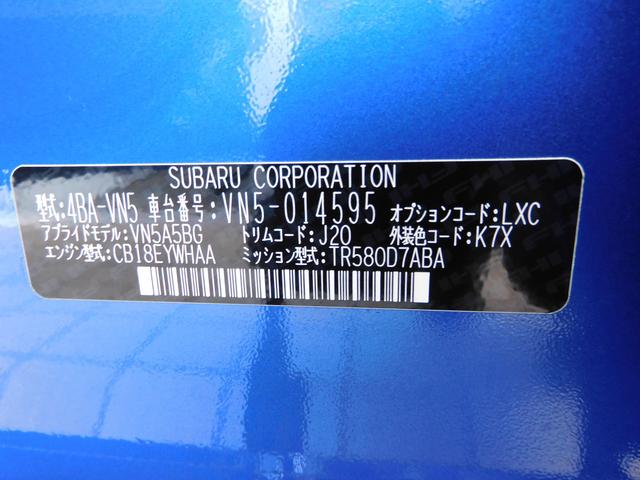 SUBARU CORPORATION
型式:4BA-VN5 車台番号:VN5-014595 オプションコード:LXC
アプライドモデル:VN5A5BG トリムコード:J20 外装色コード:K7X
エンジン型式:CB18EYWHAA ミッション型式:TR580D7ABA